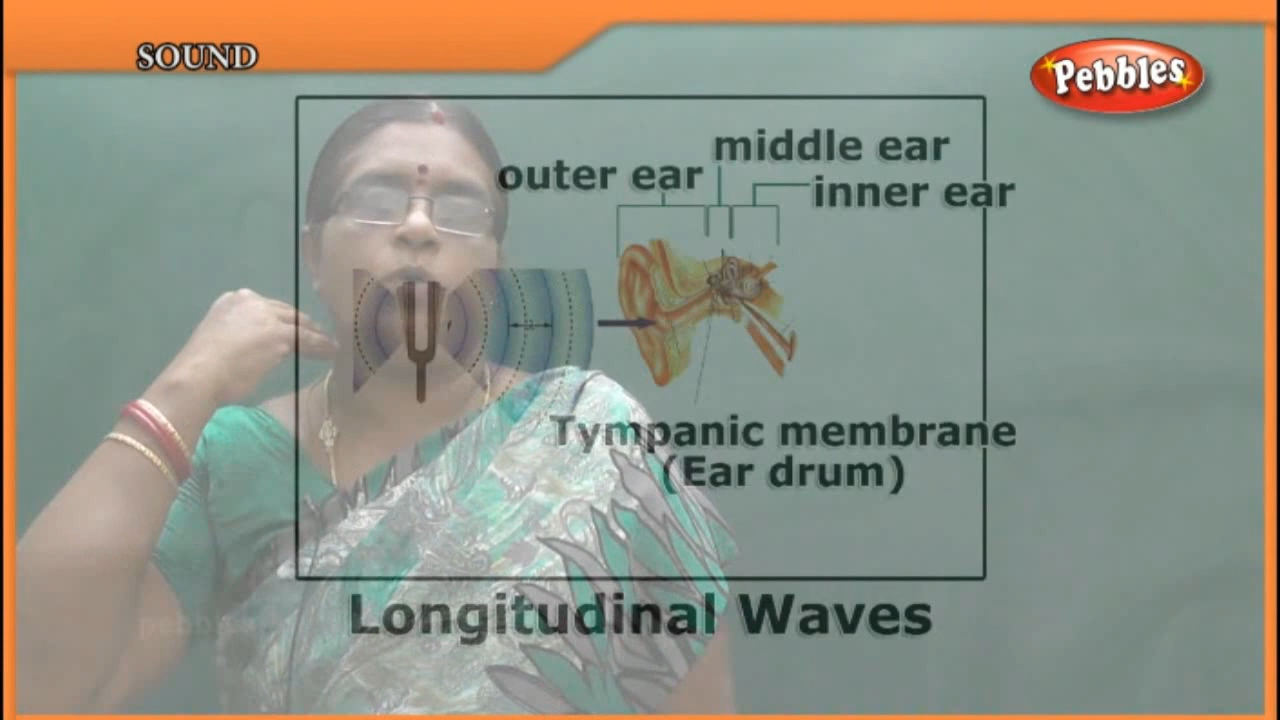 SOUND
Pebbles
middle ear
outer ear
inner ear
Tympanic membrane
(Ear drum)
Longitudinal Waves